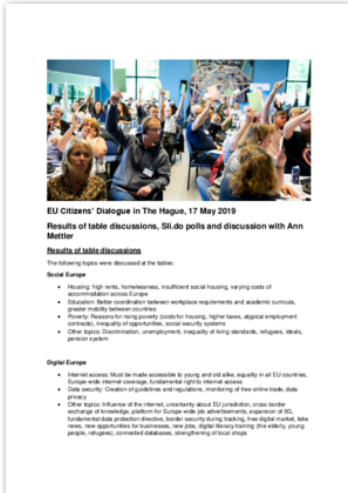 EU Citizens' Dialogue in The Hague, 17 May 2019
Results of table discussions, Sli.do polls and discussion with Ann
Mettler
Results of table discussions
The following topics were discussed at the tables:
Social Europe
• Housing: high rents, homelessness, insufficient social housing, varying costs of
accommodation across Europe
• Education: Better coordination between workplace requirements and academic curricula,
greater mobility between countries
• Poverty: Reasons for rising poverty (costs for housing, higher taxes, atypical employment
contracts), inequality of opportunities, social security systems
• Other topics: Discrimination, unemployment, inequality of living standards, refugees, ideals,
pension system
Digital Europe
• Internet access: Must be made accessible to young and old alike, equality in all EU countries,
Europe-wide internet coverage, fundamental right to internet access
• Data security: Creation of guidelines and regulations, monitoring of free online trade, data
privacy
• Other topics: Influence of the internet, uncertainty about EU jurisdiction, cross-border
exchange of knowledge, platform for Europe-wide job advertisements, expansion of 5G,
fundamental data protection directive, border security during tracking, free digital market, fake
news, new opportunities for businesses, new jobs, digital literacy training (the elderly, young
people, refugees), connected databases, strengthening of local shops